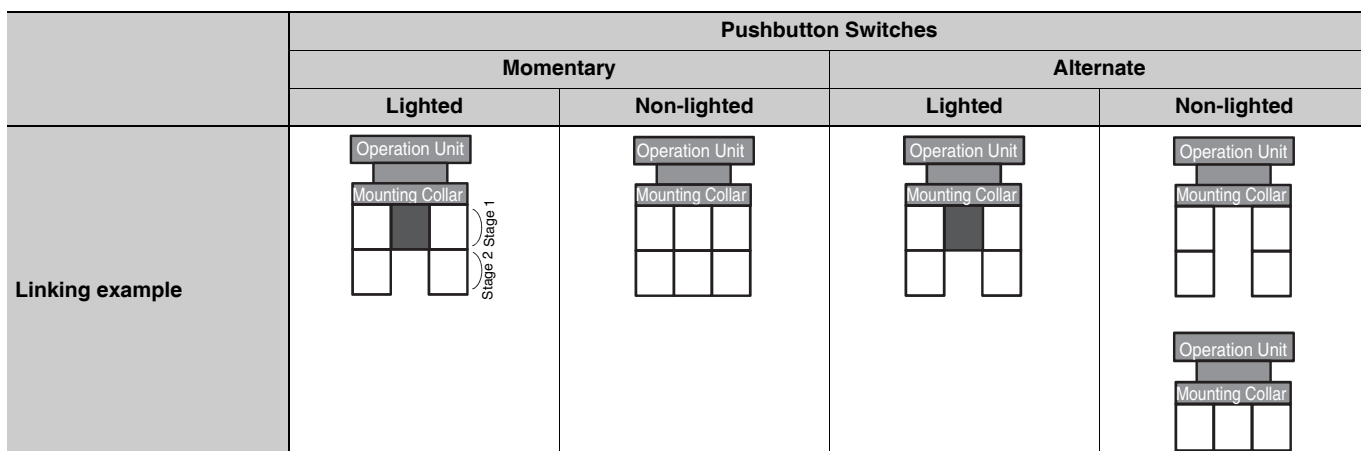 Pushbutton Switches
Momentary
Alternate
Lighted
Non-lighted
Lighted
Non-lighted
Linking example
Operation Unit
Mounting Collar
Stage 1
Stage 2
Operation Unit
Mounting Collar
Operation Unit
Mounting Collar
Operation Unit
Mounting Collar
Operation Unit
Mounting Collar